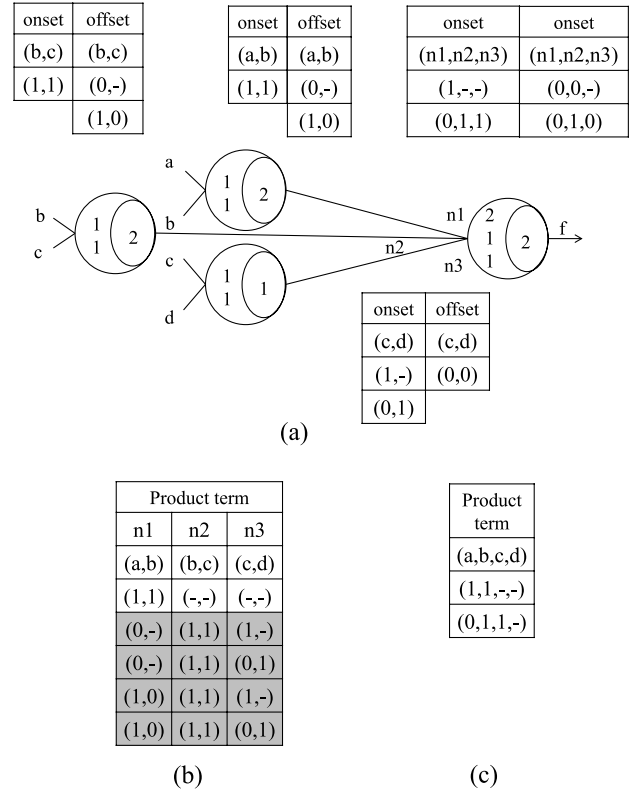 onset offset
(b,c) (b,c)
(1,1) (0,-)
(1,0)
onset offset
(a,b) (a,b)
(1,1) (0,-)
(1,0)
onset onset
(n1,n2,n3) (n1,n2,n3)
(1,-,-) (0,0,-)
(0,1,1) (0,1,0)
a
b
1
1
2
b
c
1
1
2
c
d
1
1
1
n1
n2
n3
2
1
1
2
f
onset offset
(c,d) (c,d)
(1,-) (0,0)
(0,1)
(a)
Product term
n1 n2 n3
(a,b) (b,c) (c,d)
(1,1) (-,-) (-,-)
(0,-) (1,1) (1,-)
(0,-) (1,1) (0,1)
(1,0) (1,1) (1,-)
(1,0) (1,1) (0,1)
(b)
Product
term
(a,b,c,d)
(1,1,-,-)
(0,1,1,-)
(c)